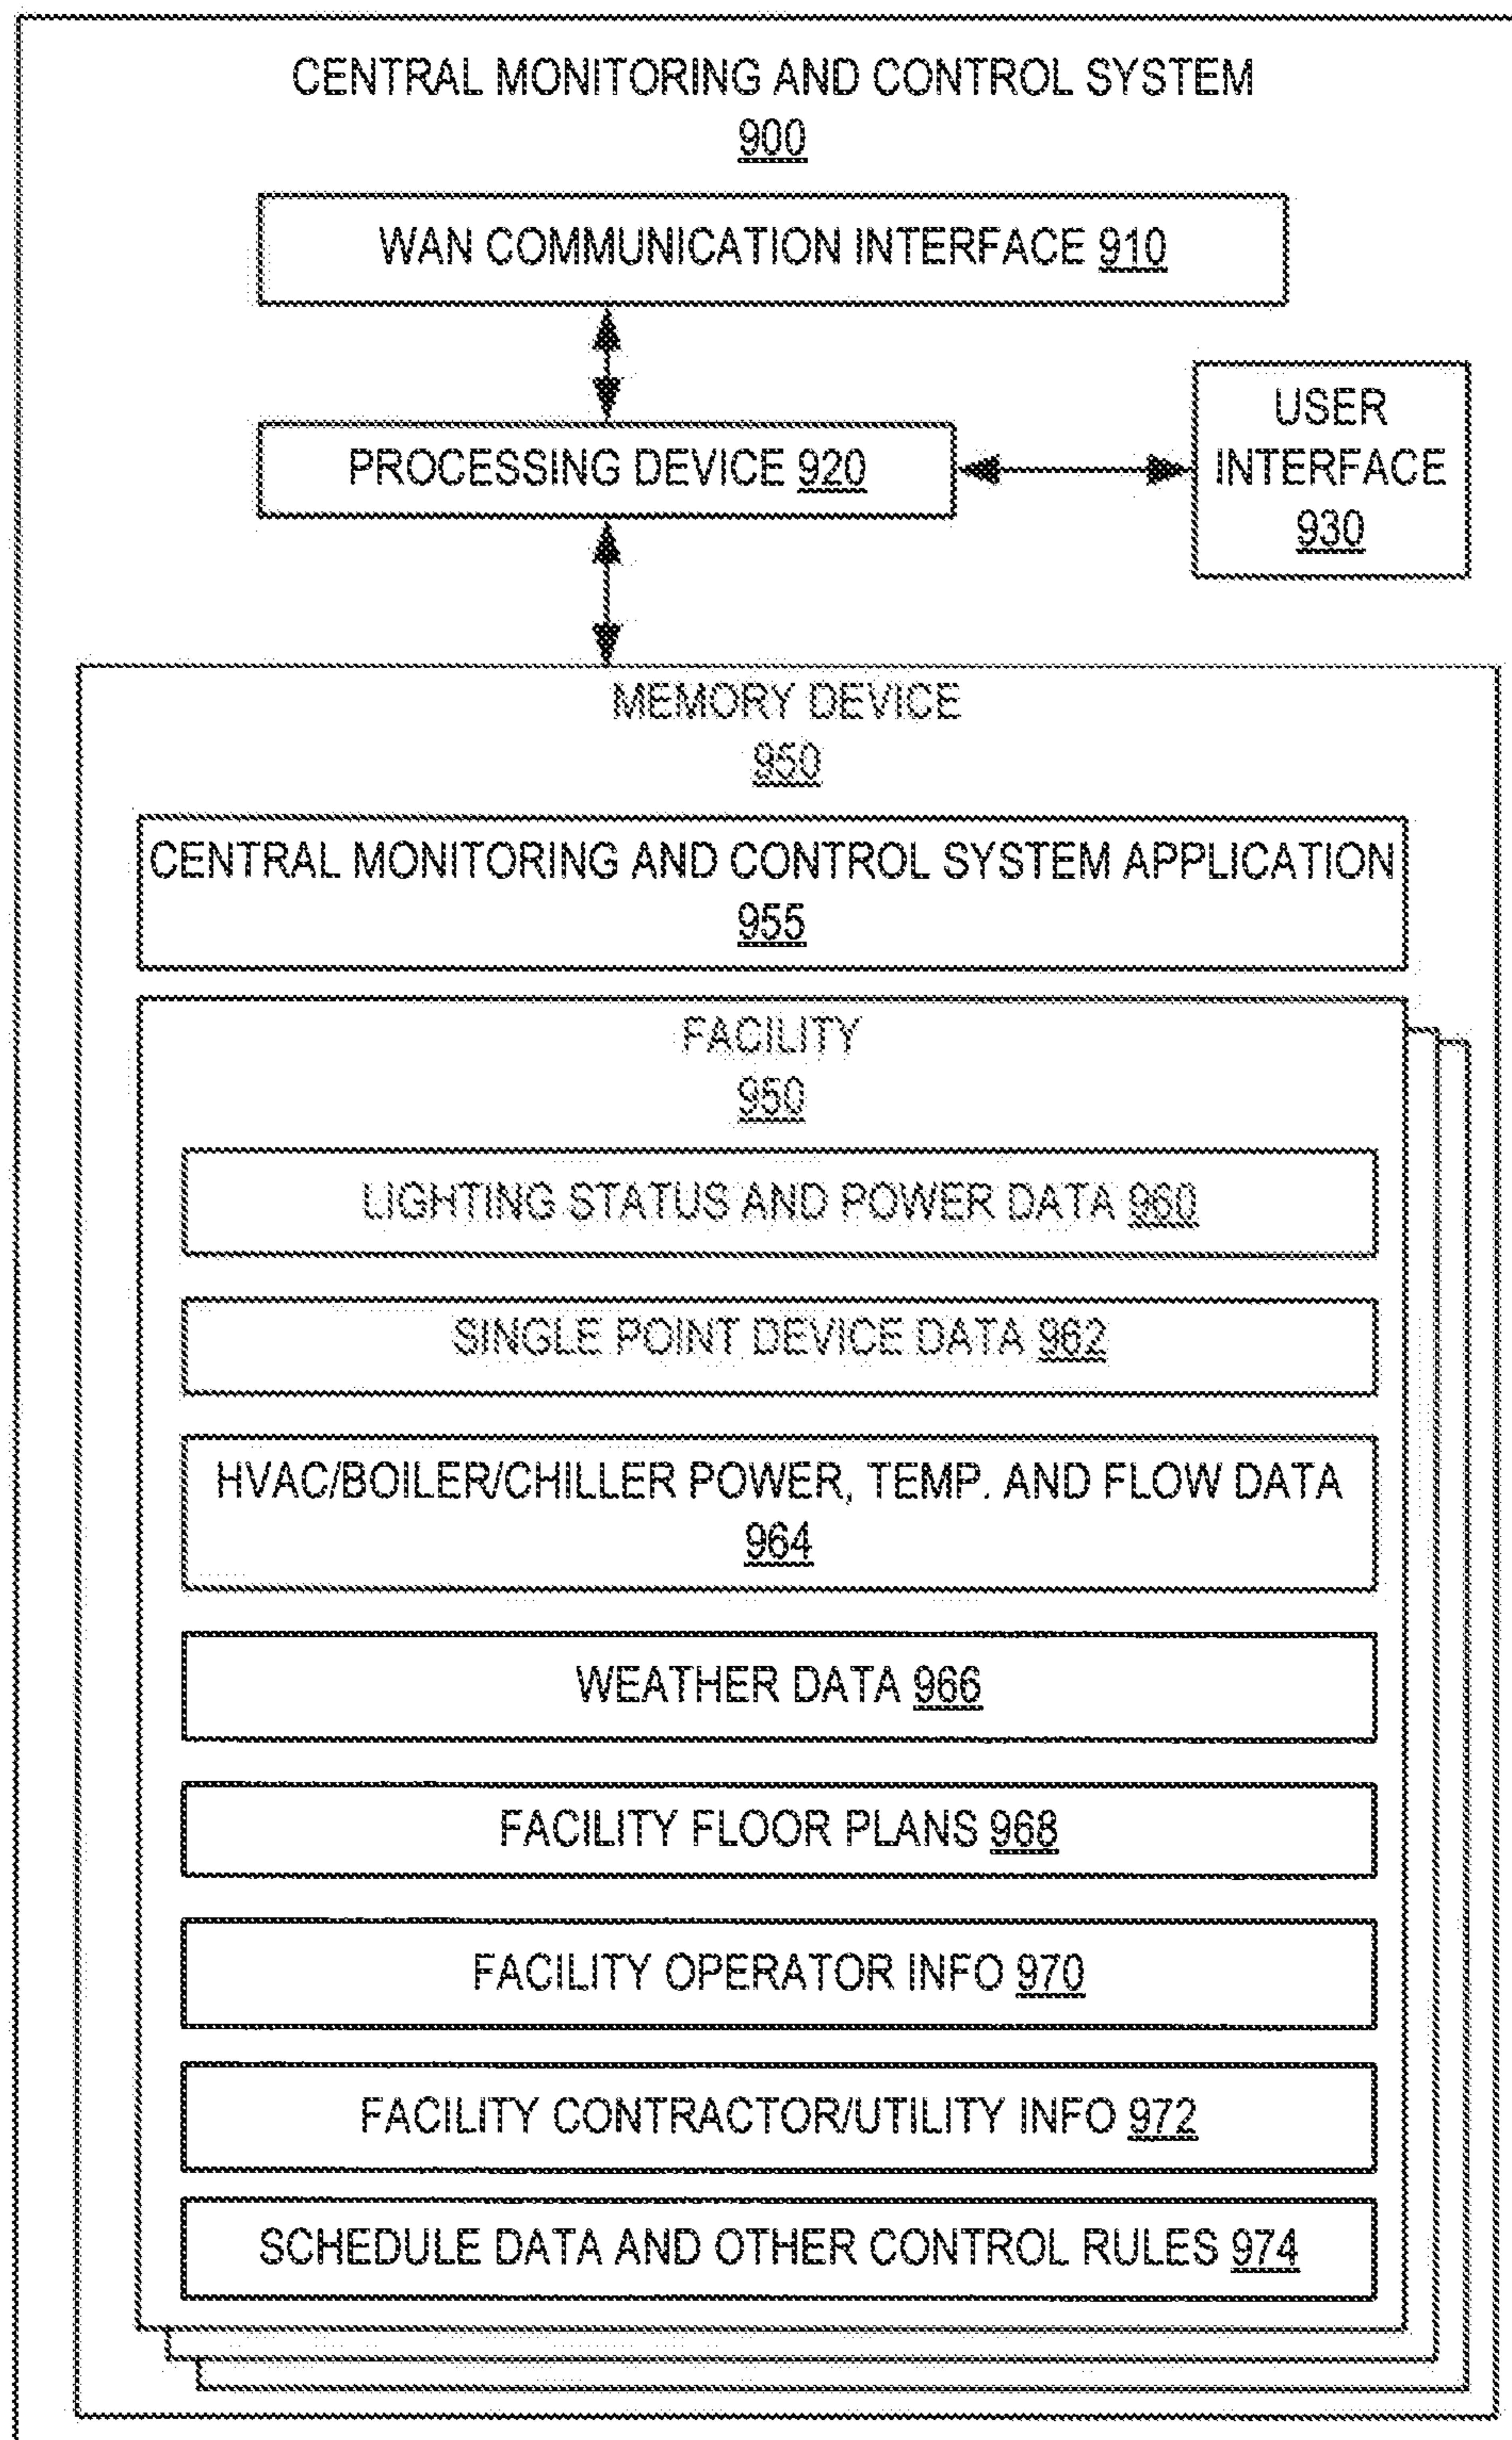 CENTRAL MONITORING AND CONTROL SYSTEM
900
WAN COMMUNICATION INTERFACE 910
PROCESSING DEVICE 920
USER
INTERFACE
930
MEMORY DEVICE
950
CENTRAL MONITORING AND CONTROL SYSTEM APPLICATION
955
FACILITY
950
LIGHTING STATUS AND POWER DATA 960
SINGLE POINT DEVICE DATA 962
HVAC/BOILER/CHILLER POWER, TEMP. AND FLOW DATA
964
WEATHER DATA 966
FACILITY FLOOR PLANS 968
FACILITY OPERATOR INFO 970
FACILITY CONTRACTOR/UTILITY INFO 972
SCHEDULE DATA AND OTHER CONTROL RULES 974